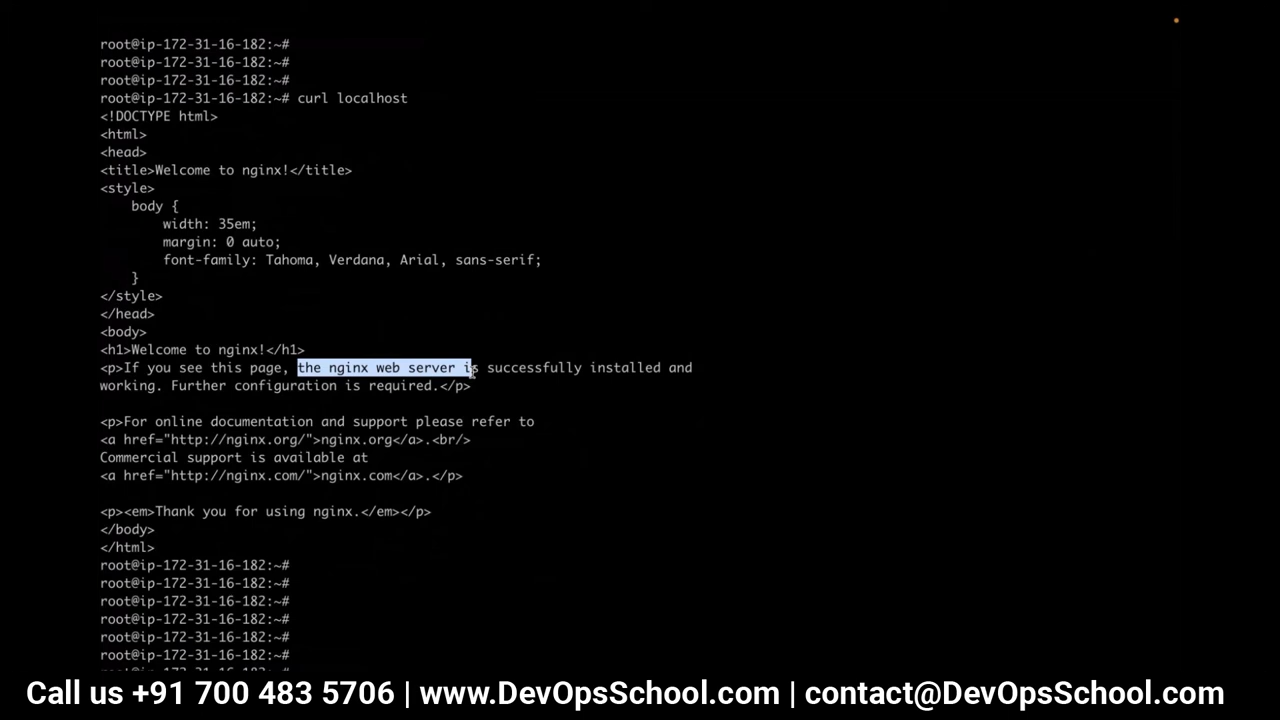 root@ip-172-31-16-182:~#
root@ip-172-31-16-182:~#
root@ip-172-31-16-182:~#
root@ip-172-31-16-182:~# curl localhost
<!DOCTYPE html>
<html>
<head>
<title>Welcome to nginx!</title>
<style>
    body {
        width: 35em;
        margin: 0 auto;
        font-family: Tahoma, Verdana, Arial, sans-serif;
    }
</style>
</head>
<body>
<h1>Welcome to nginx!</h1>
<p>If you see this page, the nginx web server is successfully installed and
working. Further configuration is required.</p>

<p>For online documentation and support please refer to
<a href="http://nginx.org/">nginx.org</a>.<br/>
Commercial support is available at
<a href="http://nginx.com/">nginx.com</a>.</p>

<p><em>Thank you for using nginx.</em></p>
</body>
</html>
root@ip-172-31-16-182:~#
root@ip-172-31-16-182:~#
root@ip-172-31-16-182:~#
root@ip-172-31-16-182:~#
root@ip-172-31-16-182:~#
root@ip-172-31-16-182:~#
Call us +91 700 483 5706 | www.DevOpsSchool.com | contact@DevOpsSchool.com